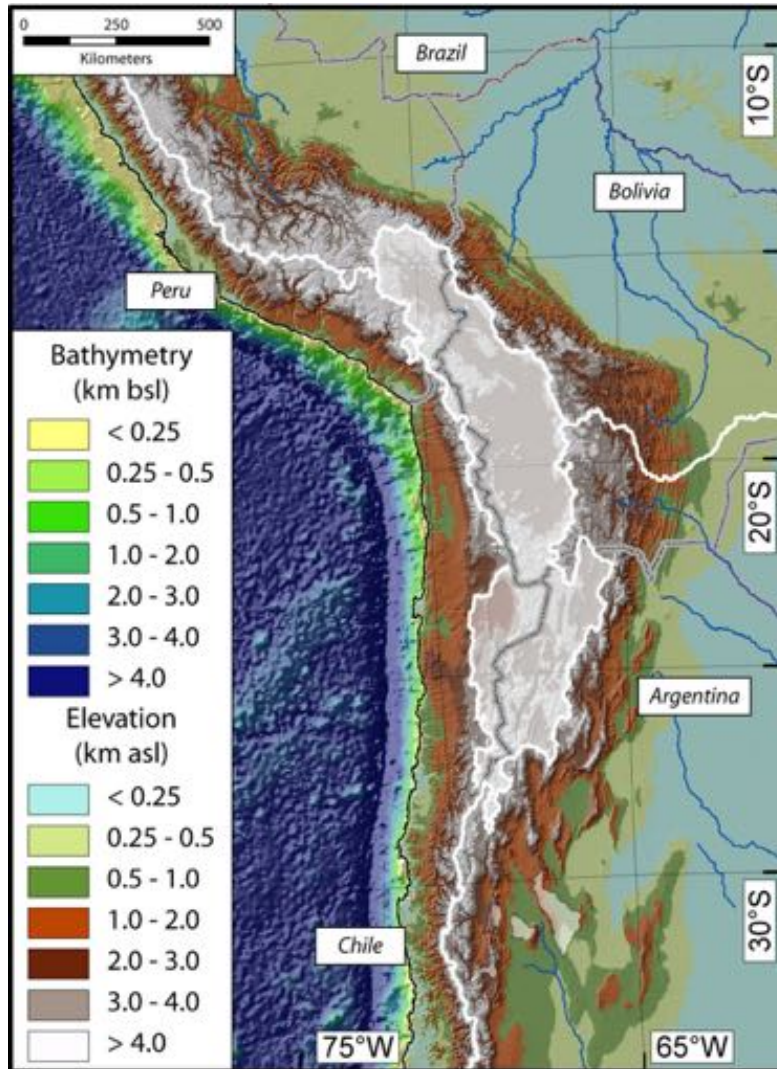 0 250 500
Kilometers
Brazil
10°S
Bolivia
Peru
Bathymetry
(km bsl)
< 0.25
0.25 - 0.5
0.5 - 1.0
1.0 - 2.0
2.0 - 3.0
3.0 - 4.0
> 4.0
20°S
Argentina
Elevation
(km asl)
< 0.25
0.25 - 0.5
0.5 - 1.0
1.0 - 2.0
2.0 - 3.0
3.0 - 4.0
> 4.0
30°S
Chile
75°W
65°W